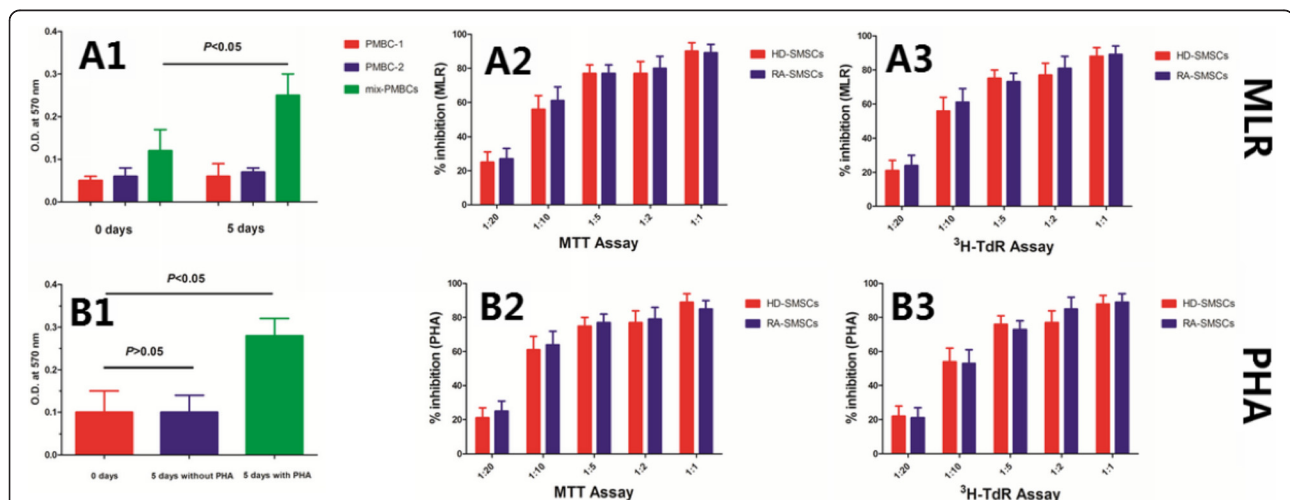 A1
P<0.05
PMBC-1
PMBC-2
mix-PMBCs
O.D. at 570 nm
0.4
0.3
0.2
0.1
0.0
0 days
5 days
A2
HD-SMSCs
RA-SMSCs
% inhibition (MLR)
100
80
60
40
20
0
1:20
1:10
1:5
1:2
1:1
MTT Assay
A3
HD-SMSCs
RA-SMSCs
% inhibition (MLR)
100
80
60
40
20
0
1:20
1:10
1:5
1:2
1:1
³H-TdR Assay
MLR
B1
P<0.05
P>0.05
O.D. at 570 nm
0.4
0.3
0.2
0.1
0.0
0 days
5 days without PHA
5 days with PHA
B2
HD-SMSCs
RA-SMSCs
% inhibition (PHA)
100
80
60
40
20
0
1:20
1:10
1:5
1:2
1:1
MTT Assay
B3
HD-SMSCs
RA-SMSCs
% inhibition (PHA)
100
80
60
40
20
0
1:20
1:10
1:5
1:2
1:1
³H-TdR Assay
PHA